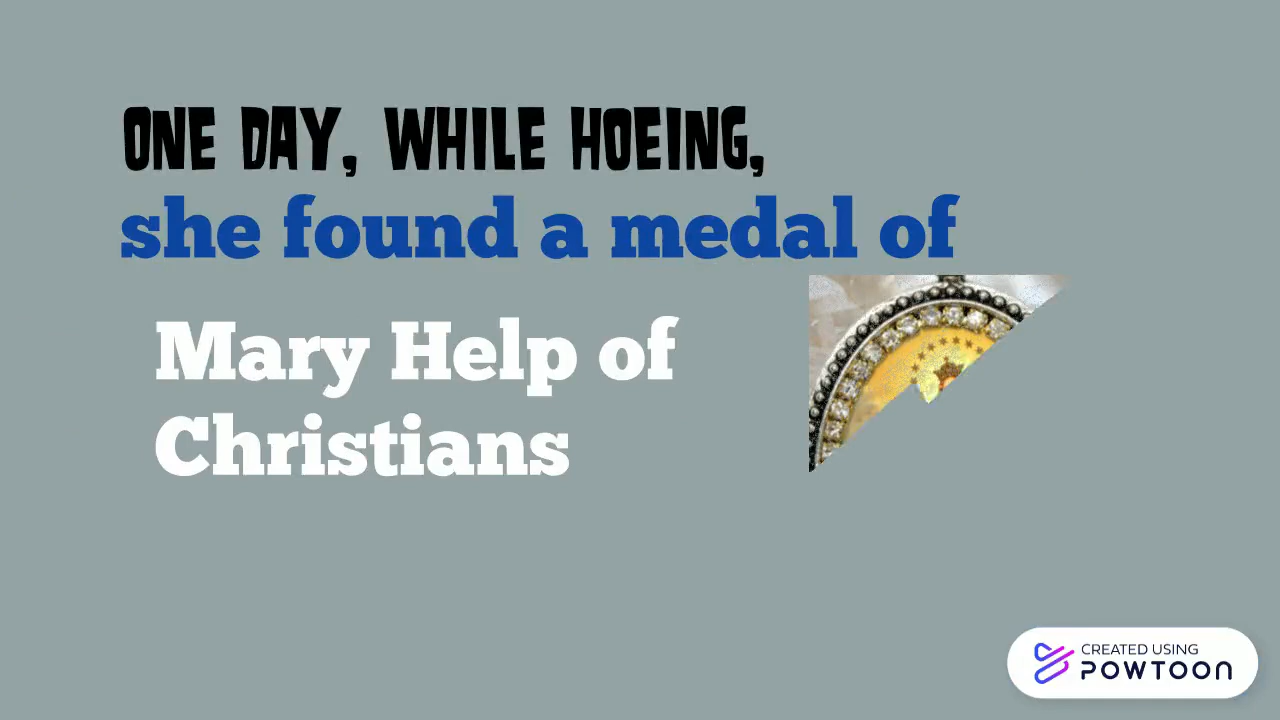 ONE DAY, WHILE HOEING,
she found a medal of
Mary Help of
Christians
CREATED USING
POWTOON